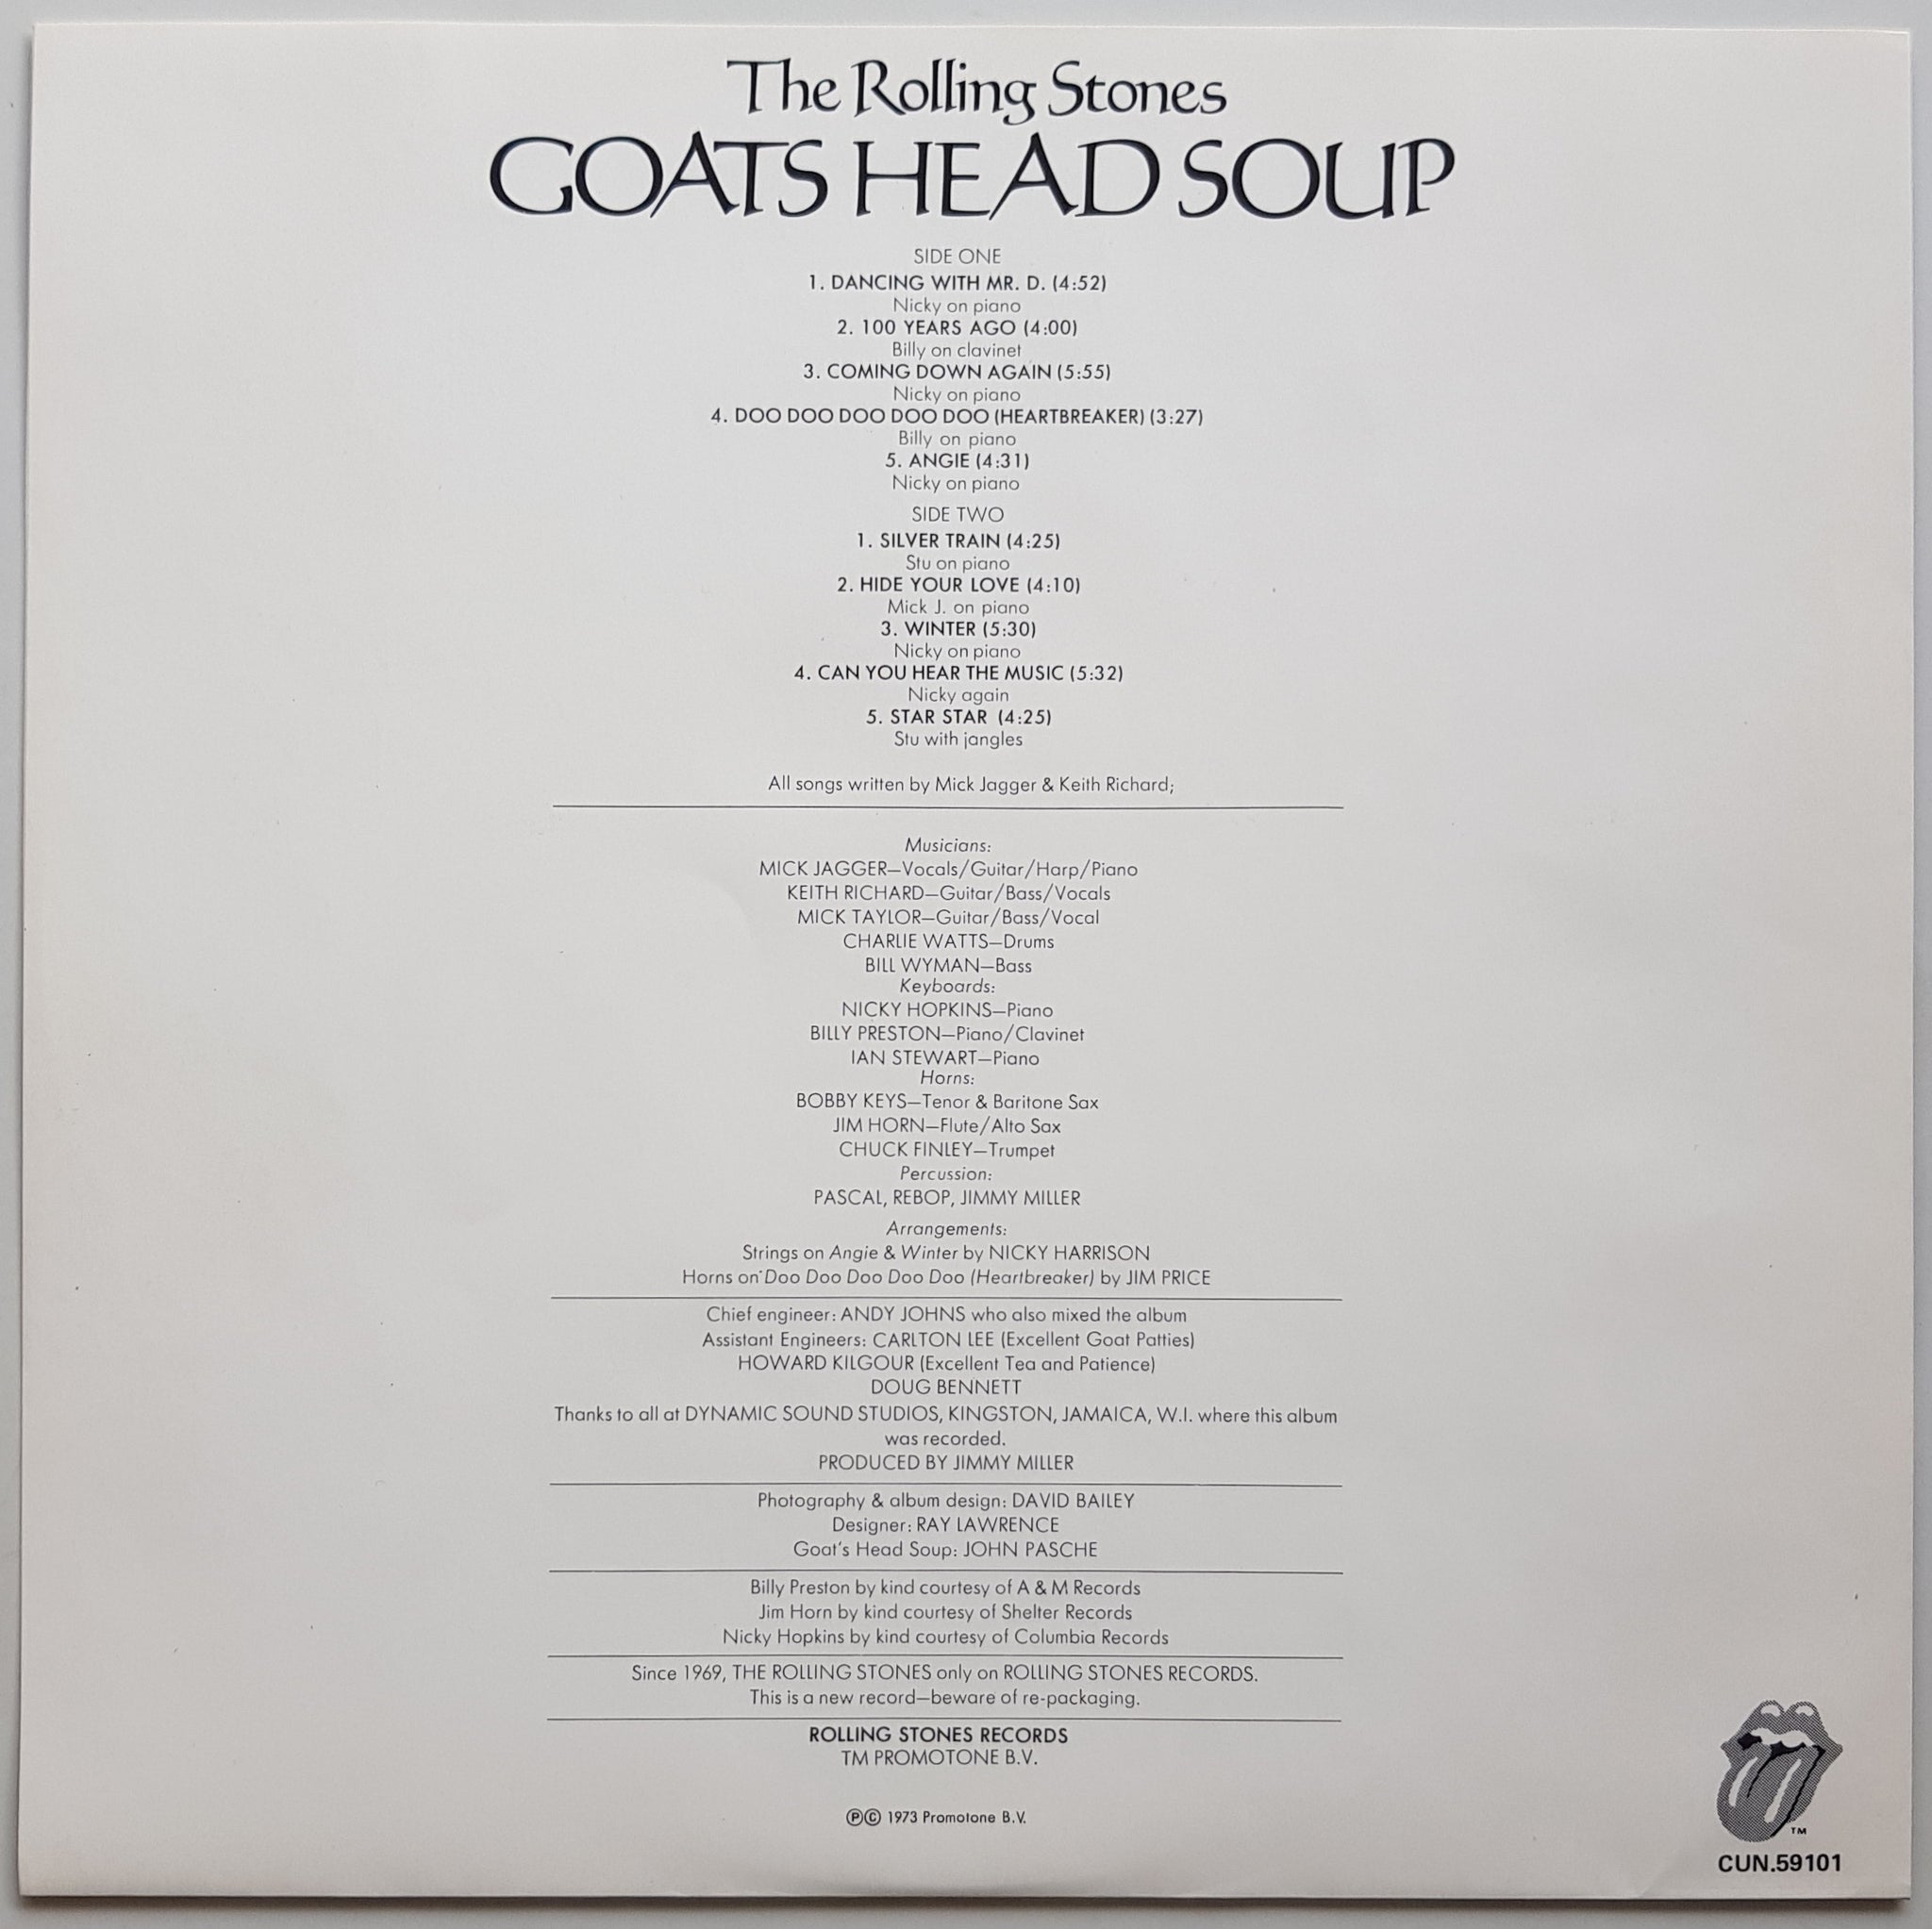 The Rolling Stones
GOATS HEAD SOUP
SIDE ONE
1. DANCING WITH MR. D. (4:52)
Nicky on piano
2. 100 YEARS AGO (4:00)
Billy on clavinet
3. COMING DOWN AGAIN (5:55)
Nicky on piano
4. DOO DOO DOO DOO DOO (HEARTBREAKER) (3:27)
Billy on piano
5. ANGIE (4:31)
Nicky on piano
SIDE TWO
1. SILVER TRAIN (4:25)
Stu on piano
2. HIDE YOUR LOVE (4:10)
Mick J. on piano
3. WINTER (5:30)
Nicky on piano
4. CAN YOU HEAR THE MUSIC (5:32)
Nicky again
5. STAR STAR (4:25)
Stu with jangles
All songs written by Mick Jagger & Keith Richard;
Musicians:
MICK JAGGER—Vocals/Guitar/Harp/Piano
KEITH RICHARD—Guitar/Bass/Vocals
MICK TAYLOR—Guitar/Bass/Vocal
CHARLIE WATTS—Drums
BILL WYMAN—Bass
Keyboards:
NICKY HOPKINS—Piano
BILLY PRESTON—Piano/Clavinet
IAN STEWART—Piano
Horns:
BOBBY KEYS—Tenor & Baritone Sax
JIM HORN—Flute/Alto Sax
CHUCK FINLEY—Trumpet
Percussion:
PASCAL, REBOP, JIMMY MILLER
Arrangements:
Strings on Angie & Winter by NICKY HARRISON
Horns on Doo Doo Doo Doo Doo (Heartbreaker) by JIM PRICE
Chief engineer: ANDY JOHNS who also mixed the album
Assistant Engineers: CARLTON LEE (Excellent Goat Patties)
HOWARD KILGOUR (Excellent Tea and Patience)
DOUG BENNETT
Thanks to all at DYNAMIC SOUND STUDIOS, KINGSTON, JAMAICA, W.I. where this album
was recorded.
PRODUCED BY JIMMY MILLER
Photography & album design: DAVID BAILEY
Designer: RAY LAWRENCE
Goat's Head Soup: JOHN PASCHE
Billy Preston by kind courtesy of A & M Records
Jim Horn by kind courtesy of Shelter Records
Nicky Hopkins by kind courtesy of Columbia Records
Since 1969, THE ROLLING STONES only on ROLLING STONES RECORDS.
This is a new record—beware of re-packaging.
ROLLING STONES RECORDS
TM PROMOTONE B.V.
℗© 1973 Promotone B.V.
TM
CUN.59101